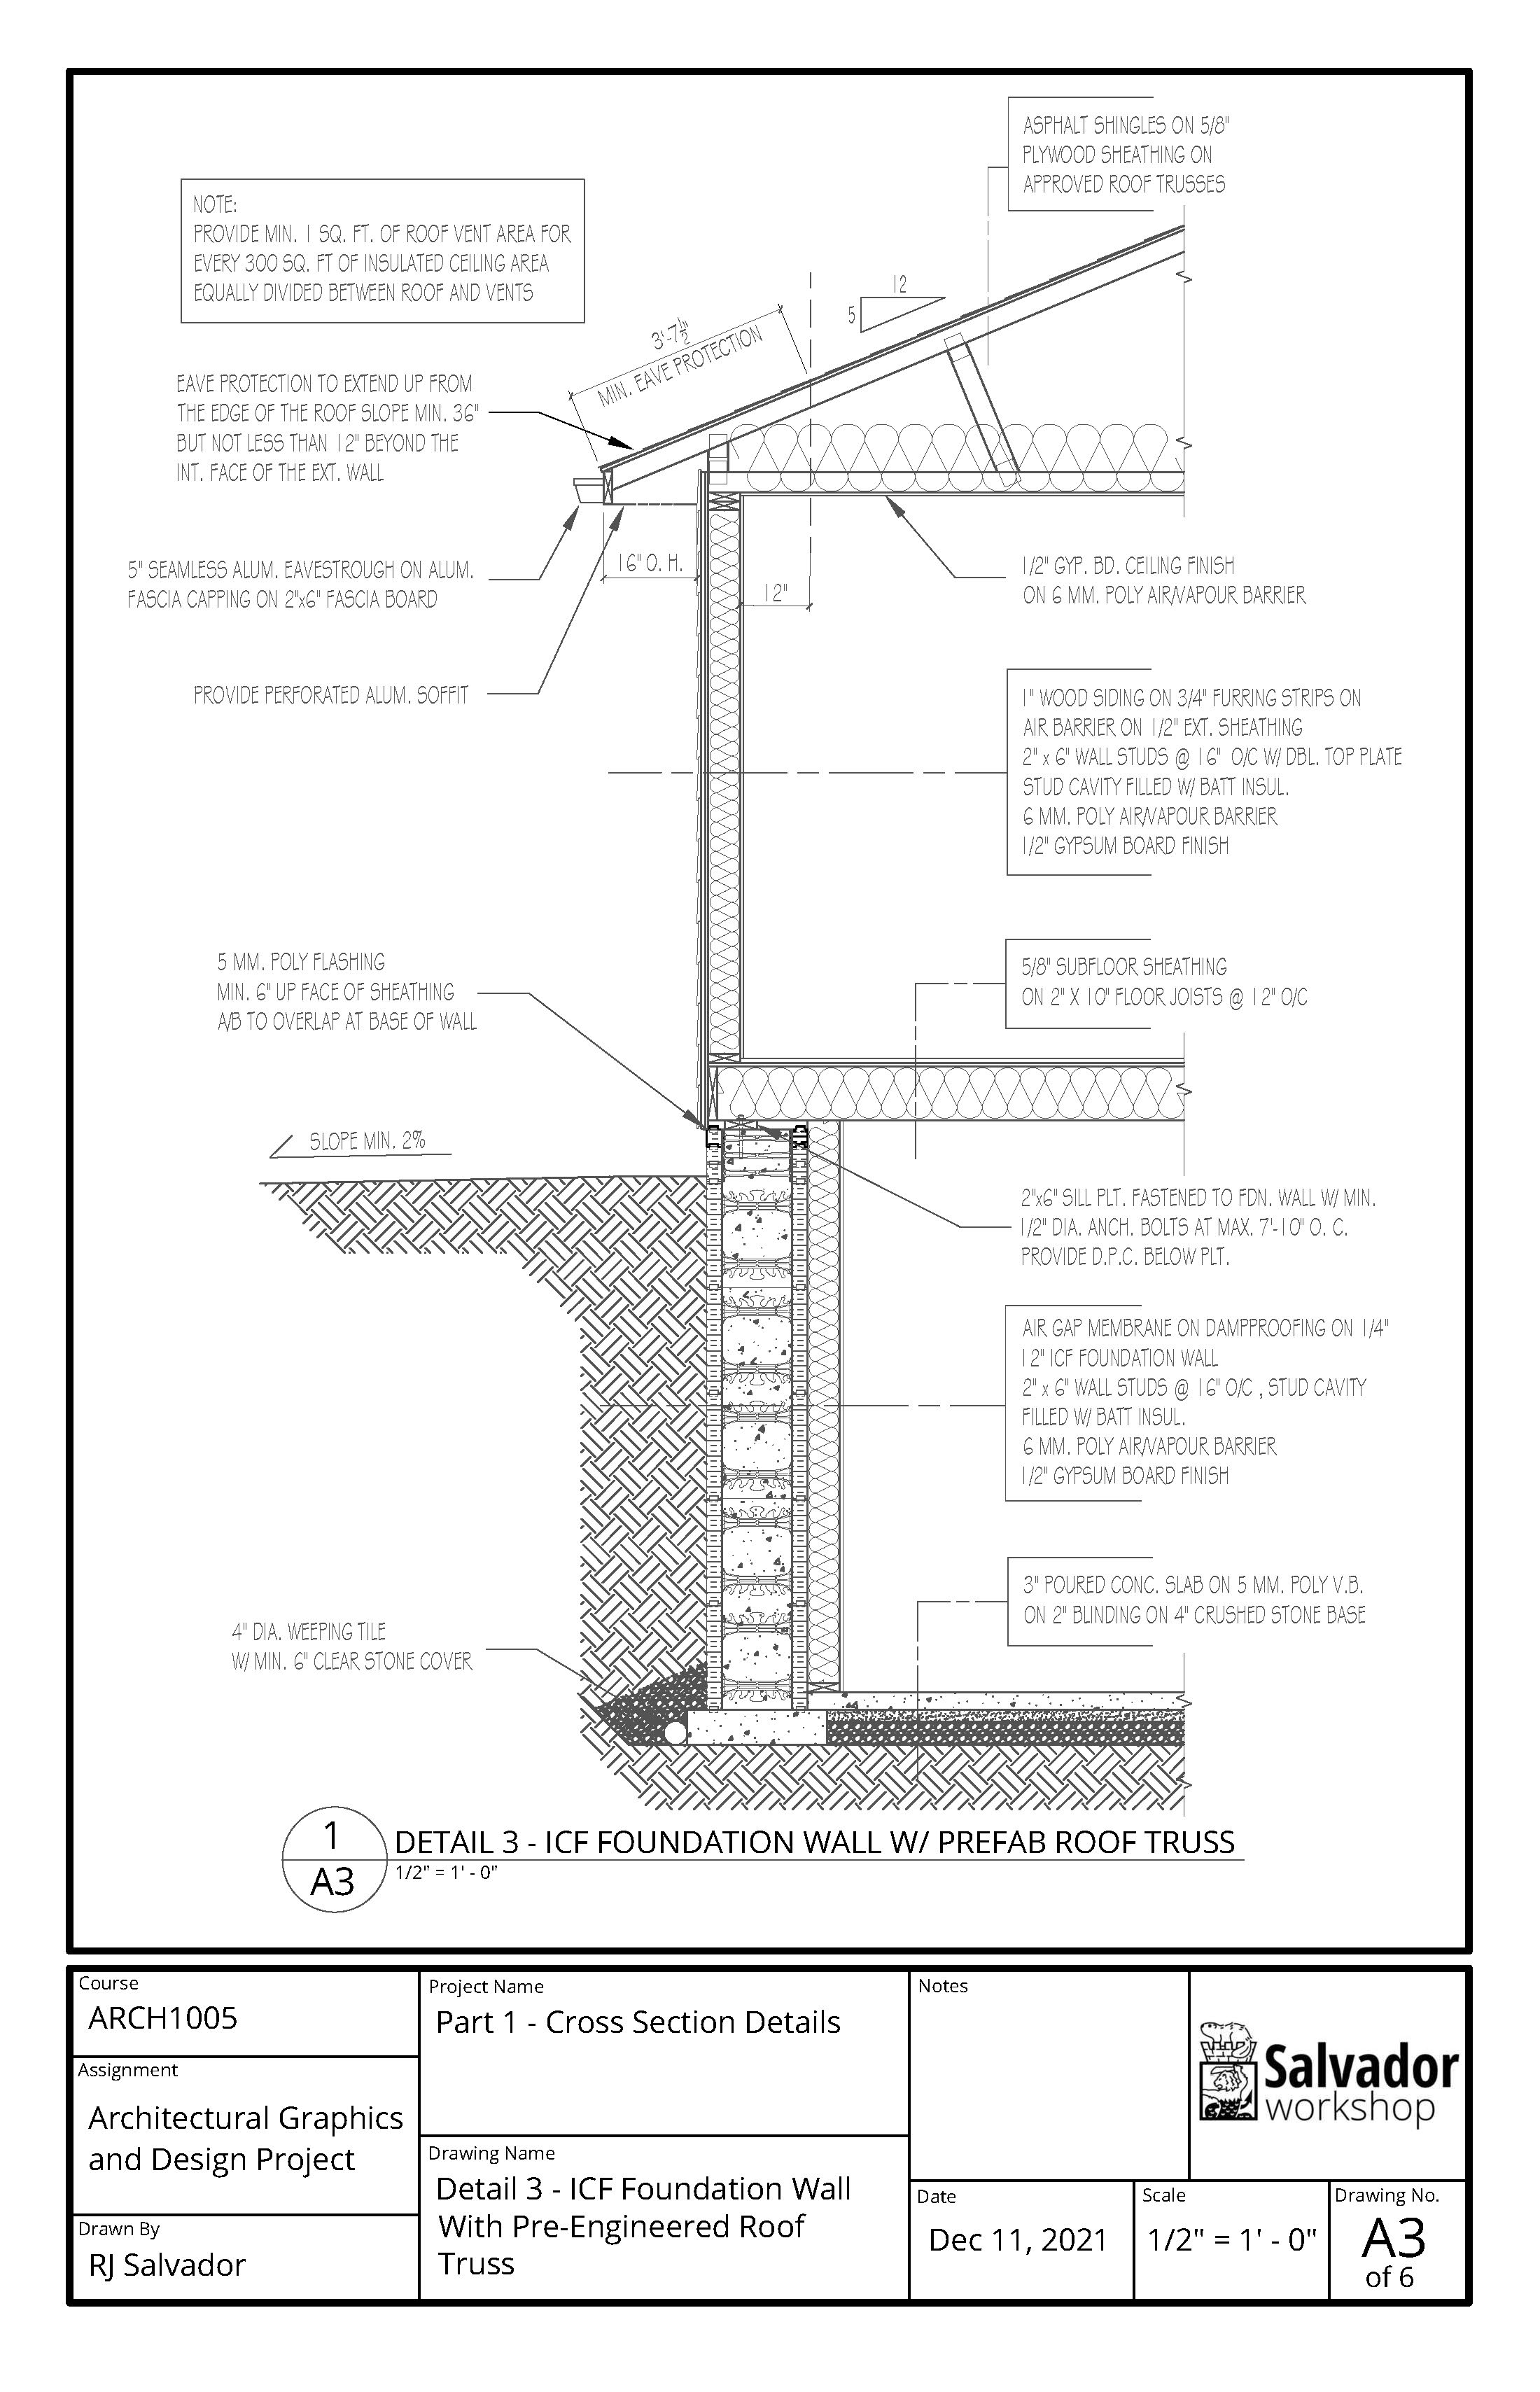 ASPHALT SHINGLES ON 5/8"
PLYWOOD SHEATHING ON
APPROVED ROOF TRUSSES
NOTE:
PROVIDE MIN. 1 SQ. FT. OF ROOF VENT AREA FOR
EVERY 300 SQ. FT OF INSULATED CEILING AREA
EQUALLY DIVIDED BETWEEN ROOF AND VENTS
12
5
3'-7½"
MIN. EAVE PROTECTION
EAVE PROTECTION TO EXTEND UP FROM
THE EDGE OF THE ROOF SLOPE MIN. 36"
BUT NOT LESS THAN 12" BEYOND THE
INT. FACE OF THE EXT. WALL
5" SEAMLESS ALUM. EAVESTROUGH ON ALUM.
FASCIA CAPPING ON 2"x6" FASCIA BOARD
16" O. H.
12"
1/2" GYP. BD. CEILING FINISH
ON 6 MM. POLY AIR/VAPOUR BARRIER
PROVIDE PERFORATED ALUM. SOFFIT
1" WOOD SIDING ON 3/4" FURRING STRIPS ON
AIR BARRIER ON 1/2" EXT. SHEATHING
2" x 6" WALL STUDS @ 16" O/C W/ DBL. TOP PLATE
STUD CAVITY FILLED W/ BATT INSUL.
6 MM. POLY AIR/VAPOUR BARRIER
1/2" GYPSUM BOARD FINISH
5 MM. POLY FLASHING
MIN. 6" UP FACE OF SHEATHING
A/B TO OVERLAP AT BASE OF WALL
5/8" SUBFLOOR SHEATHING
ON 2" X 10" FLOOR JOISTS @ 12" O/C
SLOPE MIN. 2%
2"x6" SILL PLT. FASTENED TO FDN. WALL W/ MIN.
1/2" DIA. ANCH. BOLTS AT MAX. 7'-10" O. C.
PROVIDE D.P.C. BELOW PLT.
AIR GAP MEMBRANE ON DAMPPROOFING ON 1/4"
12" ICF FOUNDATION WALL
2" x 6" WALL STUDS @ 16" O/C , STUD CAVITY
FILLED W/ BATT INSUL.
6 MM. POLY AIR/VAPOUR BARRIER
1/2" GYPSUM BOARD FINISH
3" POURED CONC. SLAB ON 5 MM. POLY V.B.
ON 2" BLINDING ON 4" CRUSHED STONE BASE
4" DIA. WEEPING TILE
W/ MIN. 6" CLEAR STONE COVER
1
A3
DETAIL 3 - ICF FOUNDATION WALL W/ PREFAB ROOF TRUSS
1/2" = 1' - 0"
Course
ARCH1005
Assignment
Architectural Graphics
and Design Project
Drawn By
RJ Salvador
Project Name
Part 1 - Cross Section Details
Drawing Name
Detail 3 - ICF Foundation Wall
With Pre-Engineered Roof
Truss
Notes
Salvador
workshop
Date
Dec 11, 2021
Scale
1/2" = 1' - 0"
Drawing No.
A3
of 6